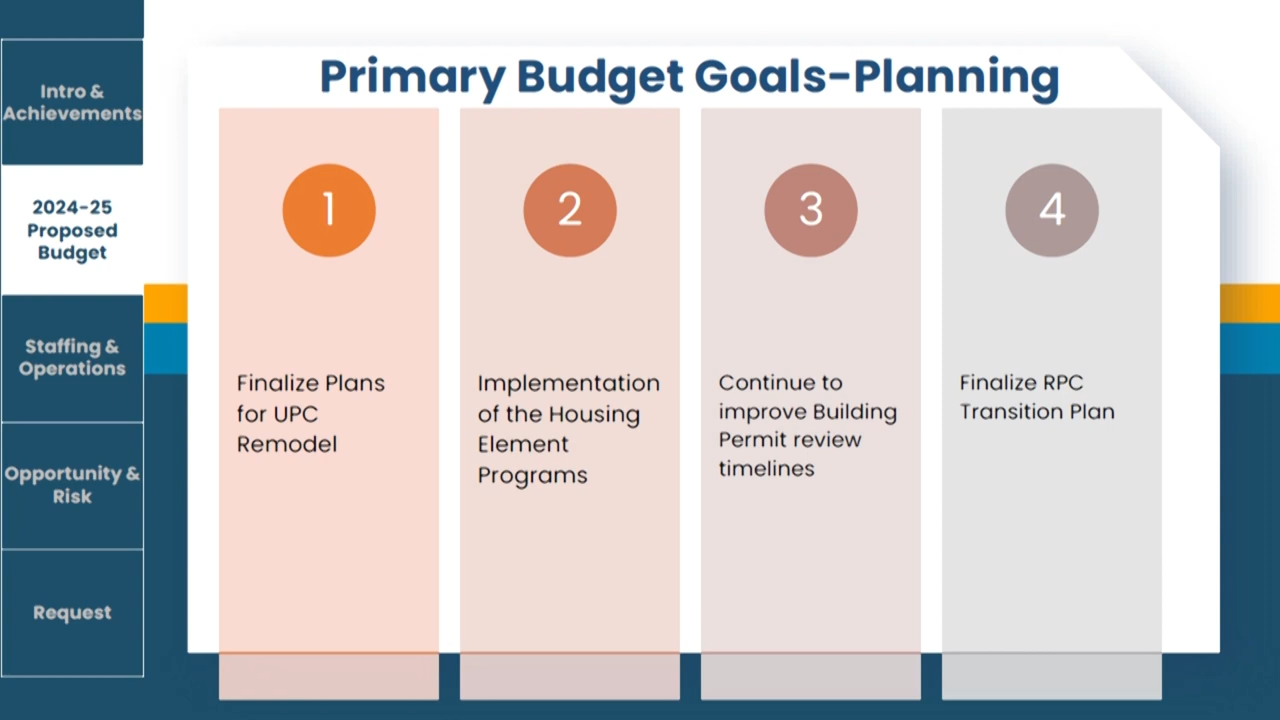 Intro &
Achievements
2024-25
Proposed
Budget
Staffing &
Operations
Opportunity &
Risk
Request
Primary Budget Goals-Planning
1
Finalize Plans
for UPC
Remodel
2
Implementation
of the Housing
Element
Programs
3
Continue to
improve Building
Permit review
timelines
4
Finalize RPC
Transition Plan